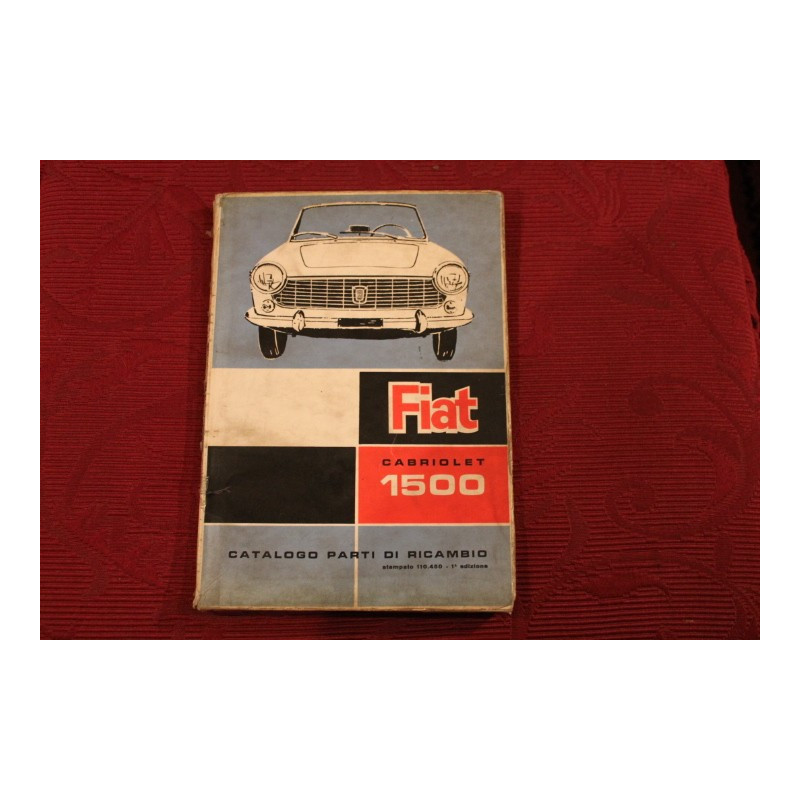 Fiat
CABRIOLET
1500
CATALOGO PARTI DI RICAMBIO
stampato 110.450 - 1ª edizione